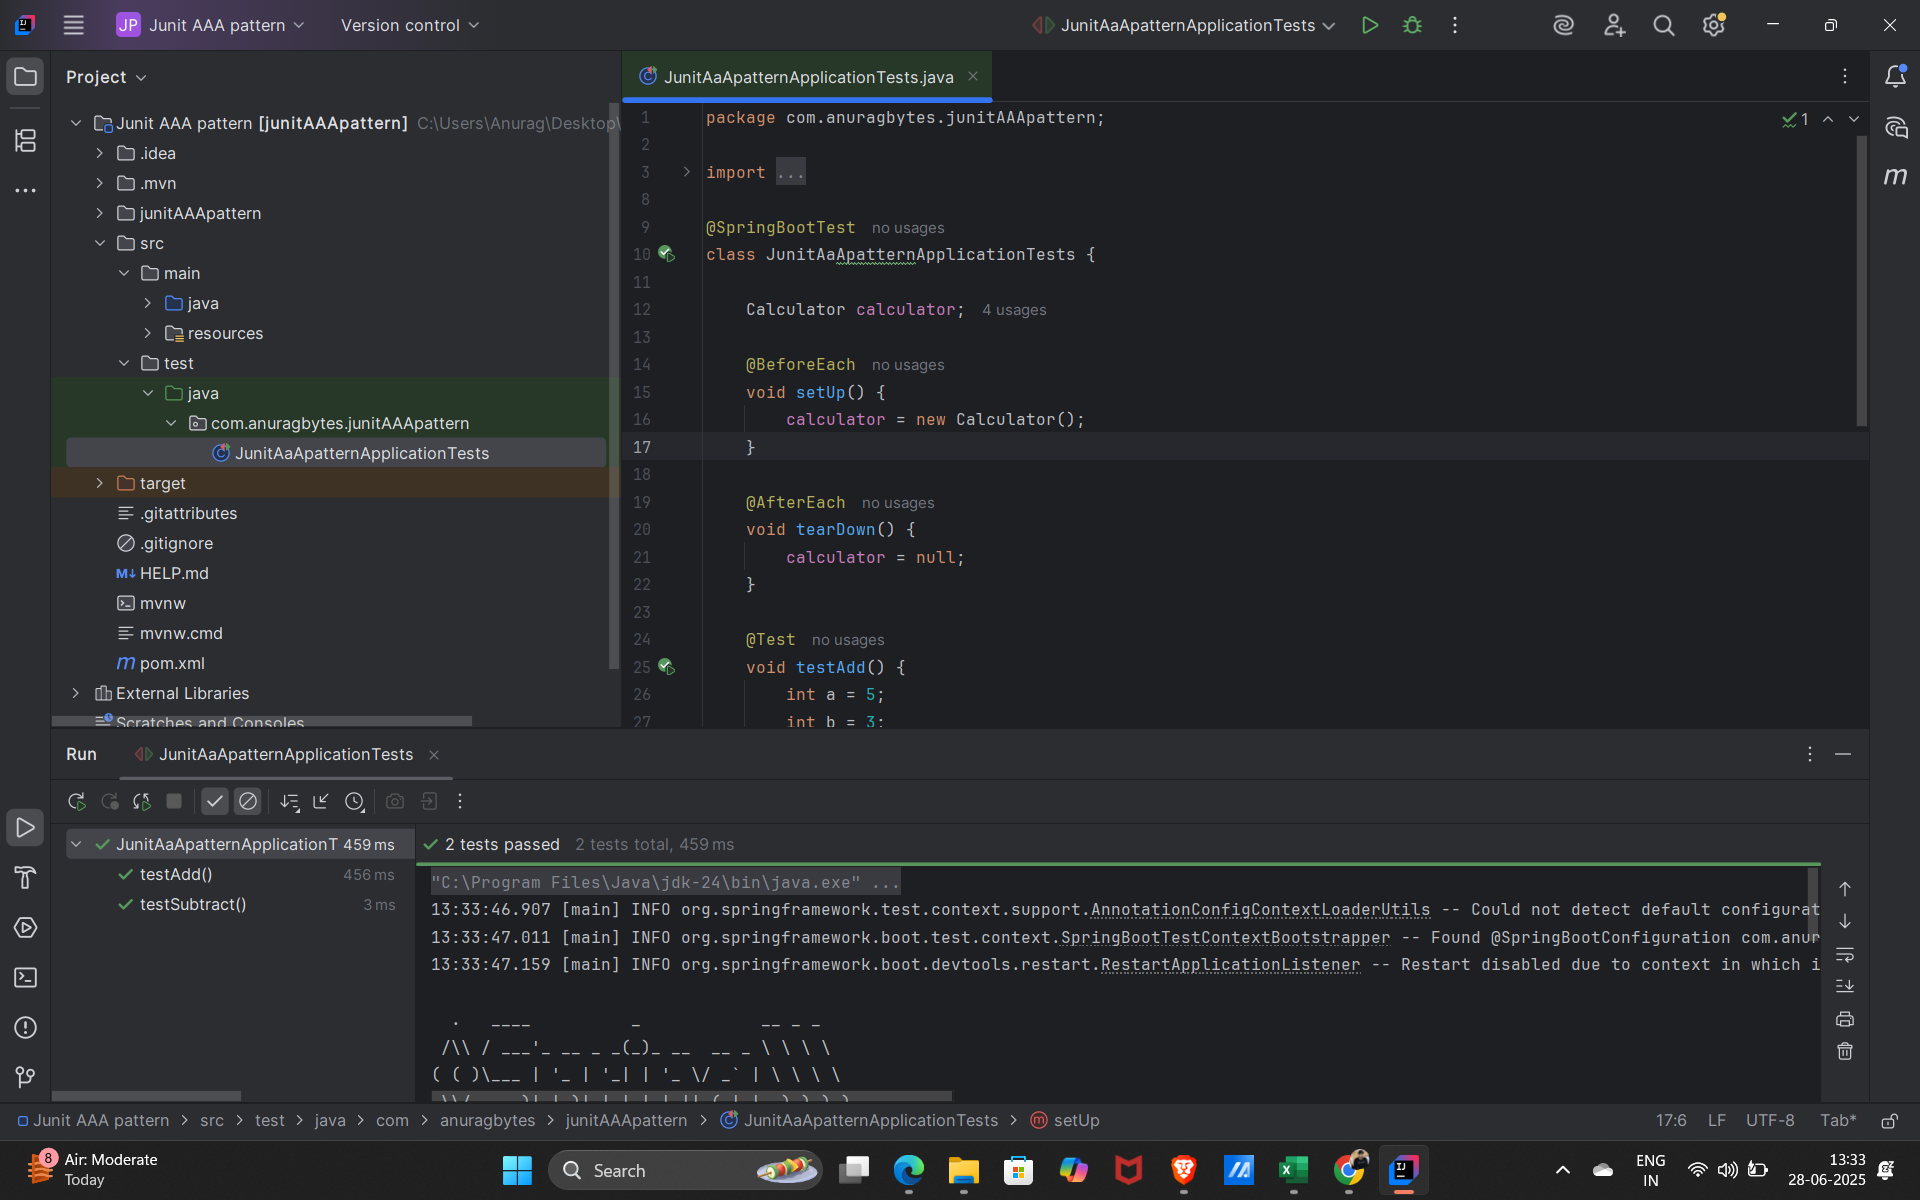 JP Junit AAA pattern Version control JunitAaApatternApplicationTests
Project
JunitAaApatternApplicationTests.java
Junit AAA pattern [junitAAApattern] C:\Users\Anurag\Desktop\
.idea
.mvn
junitAAApattern
src
main
java
resources
test
java
com.anuragbytes.junitAAApattern
JunitAaApatternApplicationTests
target
.gitattributes
.gitignore
HELP.md
mvnw
mvnw.cmd
pom.xml
External Libraries
Scratches and Consoles
1 package com.anuragbytes.junitAAApattern; 1
2
3 import ...
8
9 @SpringBootTest no usages
10 class JunitAaApatternApplicationTests {
11
12 Calculator calculator; 4 usages
13
14 @BeforeEach no usages
15 void setUp() {
16 calculator = new Calculator();
17 }
18
19 @AfterEach no usages
20 void tearDown() {
21 calculator = null;
22 }
23
24 @Test no usages
25 void testAdd() {
26 int a = 5;
27 int b = 3;
Run JunitAaApatternApplicationTests
JunitAaApatternApplicationT 459 ms
testAdd() 456 ms
testSubtract() 3 ms
2 tests passed 2 tests total, 459 ms
"C:\Program Files\Java\jdk-24\bin\java.exe" ...
13:33:46.907 [main] INFO org.springframework.test.context.support.AnnotationConfigContextLoaderUtils -- Could not detect default configurat
13:33:47.011 [main] INFO org.springframework.boot.test.context.SpringBootTestContextBootstrapper -- Found @SpringBootConfiguration com.anur
13:33:47.159 [main] INFO org.springframework.boot.devtools.restart.RestartApplicationListener -- Restart disabled due to context in which i
Junit AAA pattern > src > test > java > com > anuragbytes > junitAAApattern > JunitAaApatternApplicationTests > setUp 17:6 LF UTF-8 Tab*
8 Air: Moderate
Today
Search
ENG
IN
13:33
28-06-2025